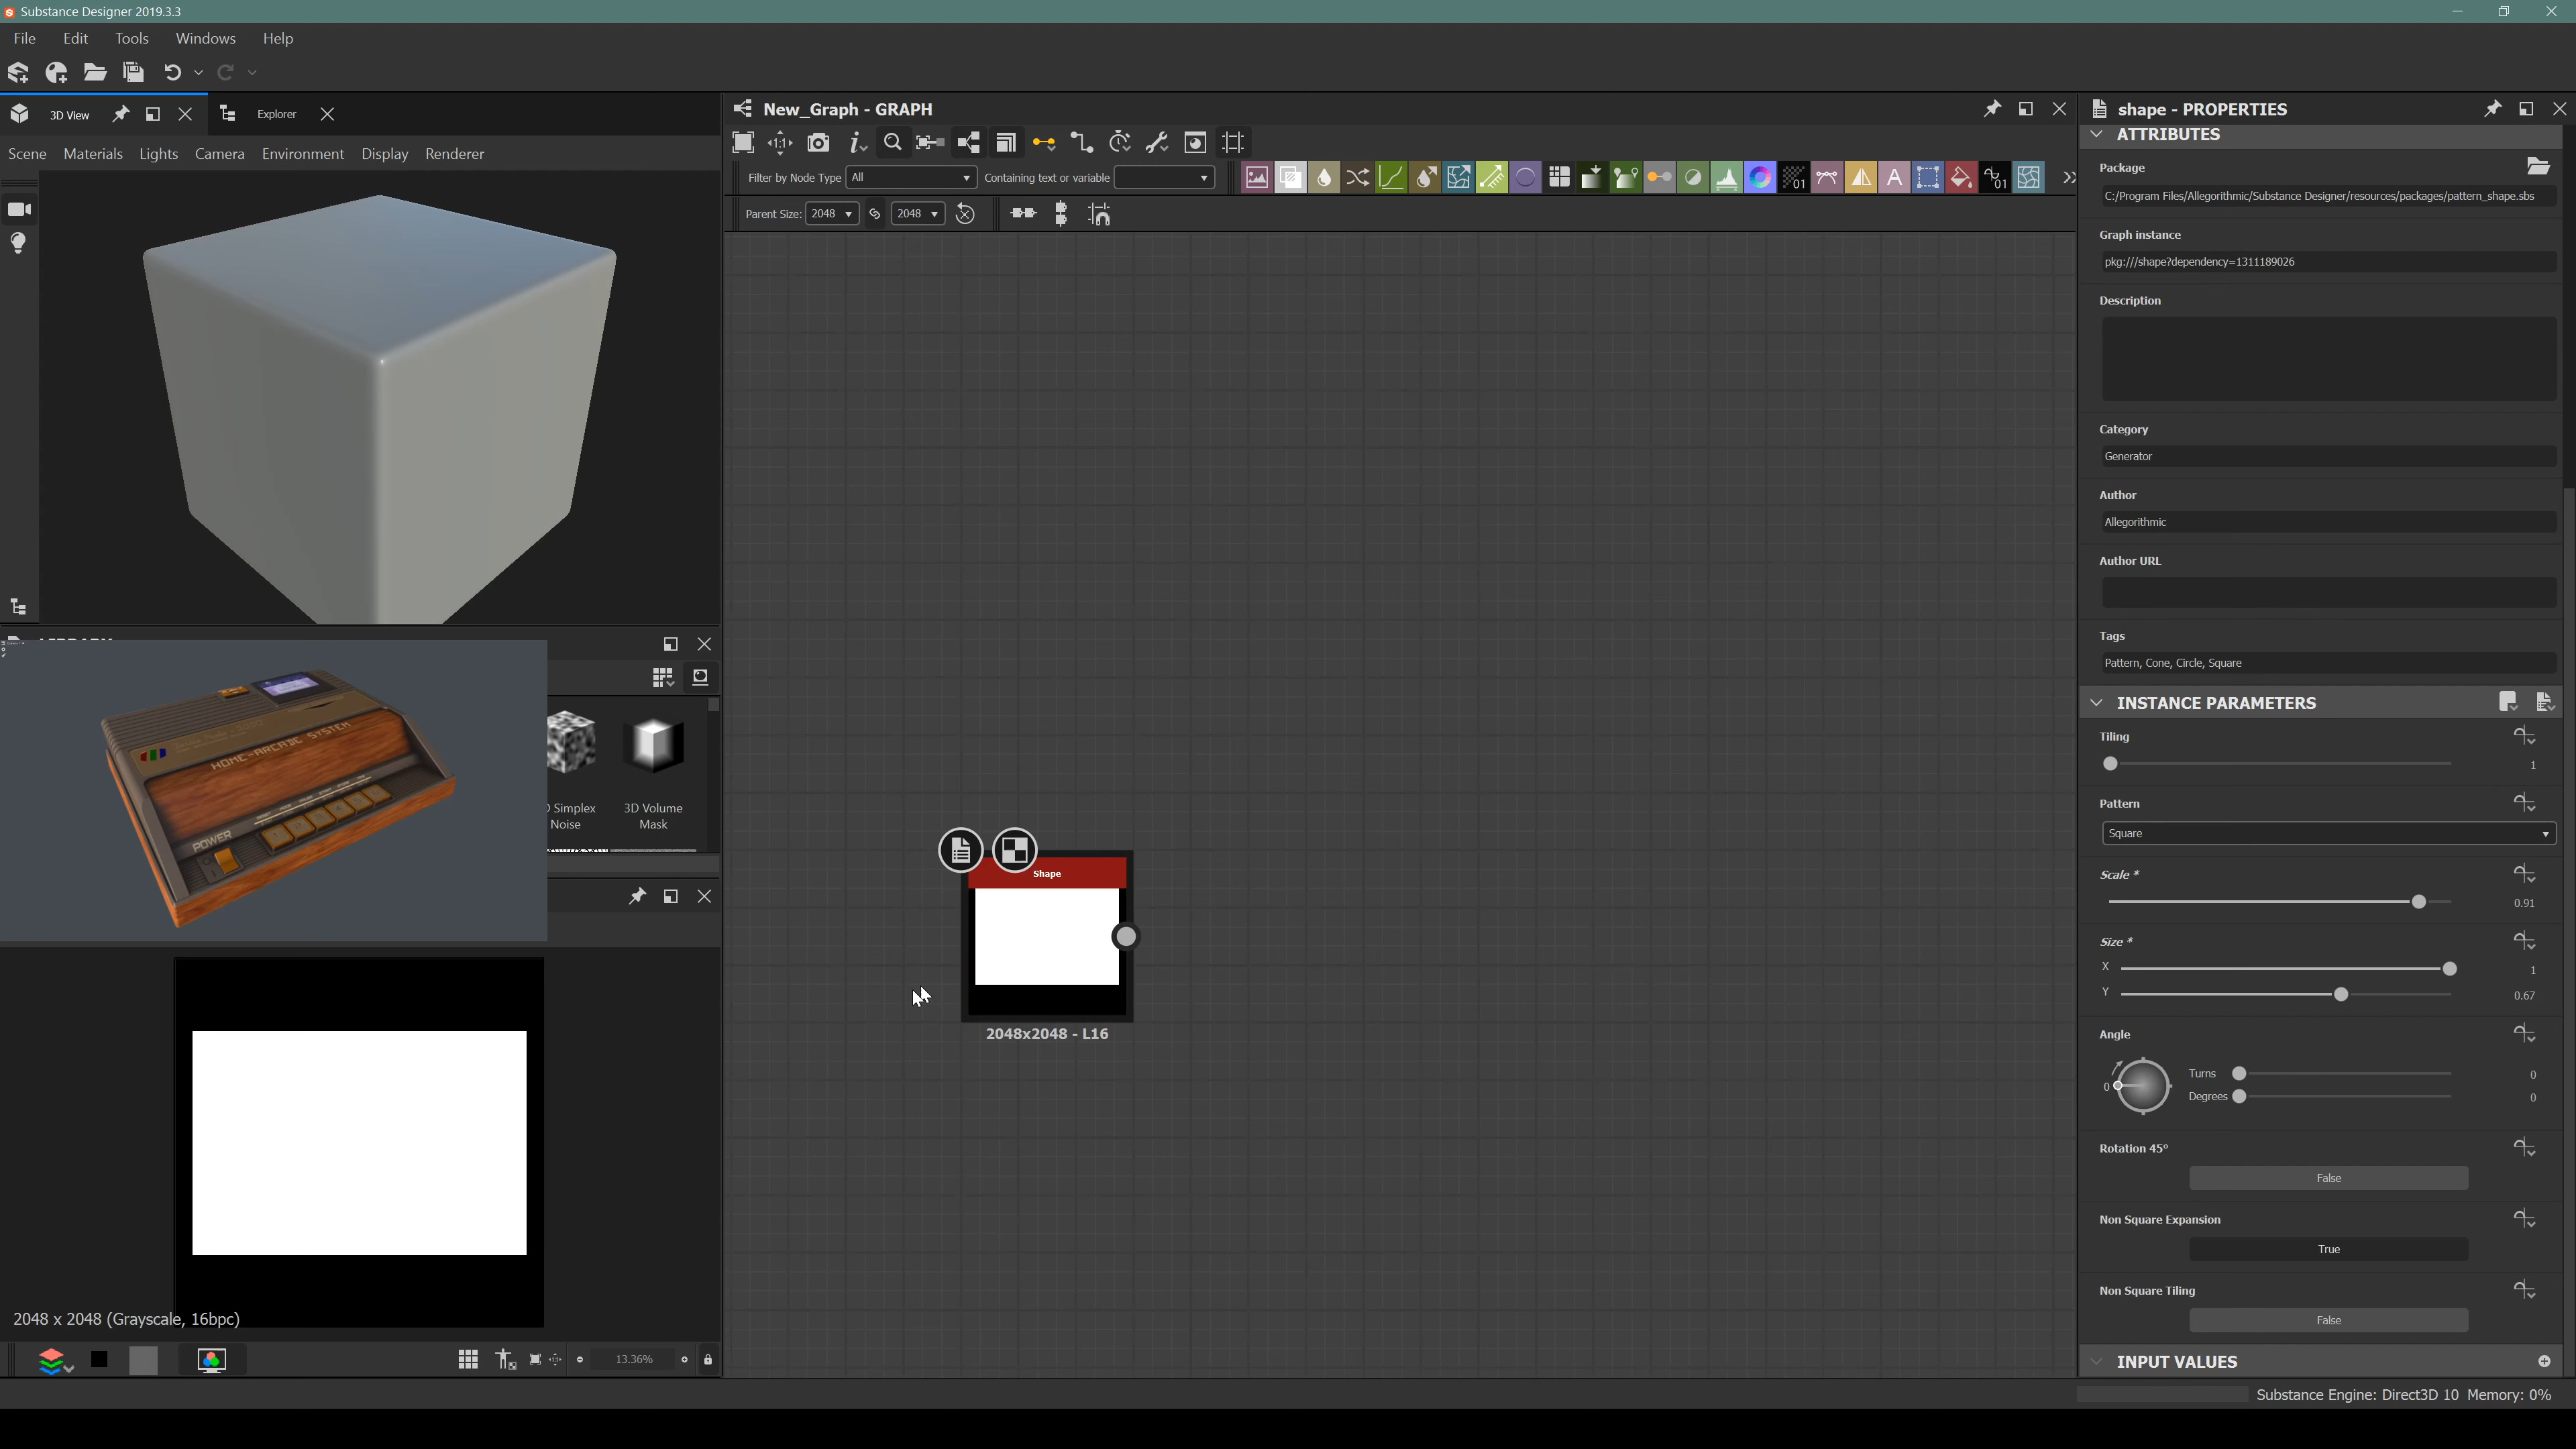 Substance Designer 2019.3.3
File Edit Tools Windows Help
3D View
Explorer
Scene Materials Lights Camera Environment Display Renderer
New_Graph - GRAPH
Filter by Node Type All Containing text or variable
01
01
Parent Size: 2048 2048
Shape
2048x2048 - L16
HOME-ARCADE SYSTEM
POWER
Simplex
Noise
3D Volume
Mask
2048 x 2048 (Grayscale, 16bpc)
13.36%
shape - PROPERTIES
ATTRIBUTES
Package
C:/Program Files/Allegorithmic/Substance Designer/resources/packages/pattern_shape.sbs
Graph instance
pkg:///shape?dependency=1311189026
Description
Category
Generator
Author
Allegorithmic
Author URL
Tags
Pattern, Cone, Circle, Square
INSTANCE PARAMETERS
Tiling
1
Pattern
Square
Scale *
0.91
Size *
X 1
Y 0.67
Angle
0
Turns 0
Degrees 0
Rotation 45°
False
Non Square Expansion
True
Non Square Tiling
False
INPUT VALUES
Substance Engine: Direct3D 10 Memory: 0%